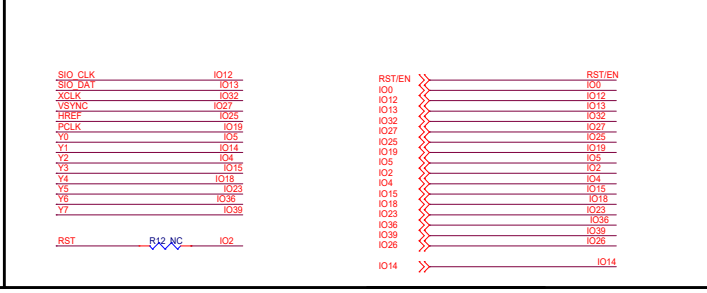 SIO_CLK IO12
SIO_DAT IO13
XCLK IO32
VSYNC IO27
HREF IO25
PCLK IO19
Y0 IO5
Y1 IO14
Y2 IO4
Y3 IO15
Y4 IO18
Y5 IO23
Y6 IO36
Y7 IO39
RST R12 NC IO2
RST/EN RST/EN
IO0 IO0
IO12 IO12
IO13 IO13
IO32 IO32
IO27 IO27
IO25 IO25
IO19 IO19
IO5 IO5
IO2 IO2
IO4 IO4
IO15 IO15
IO18 IO18
IO23 IO23
IO36 IO36
IO39 IO39
IO26 IO26
IO14 IO14